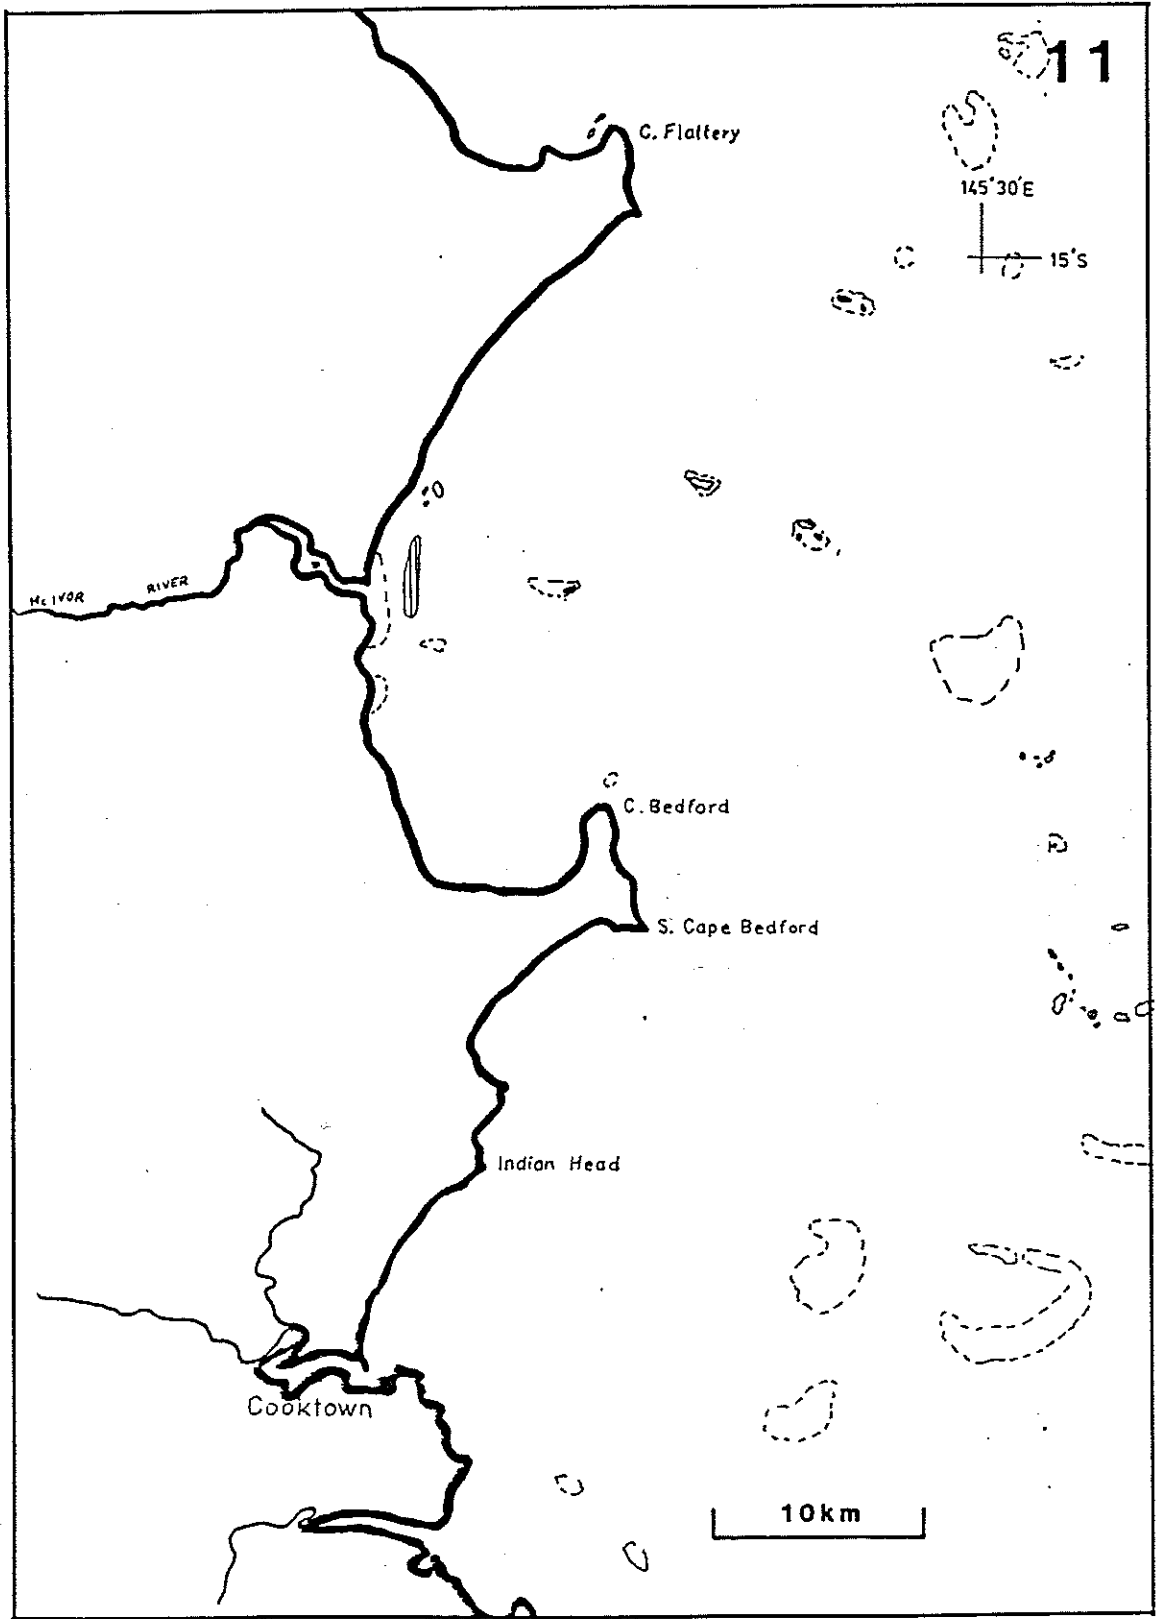 11
C. Flattery
145°30'E
15°S
McIVOR RIVER
C. Bedford
S. Cape Bedford
Indian Head
Cooktown
10km